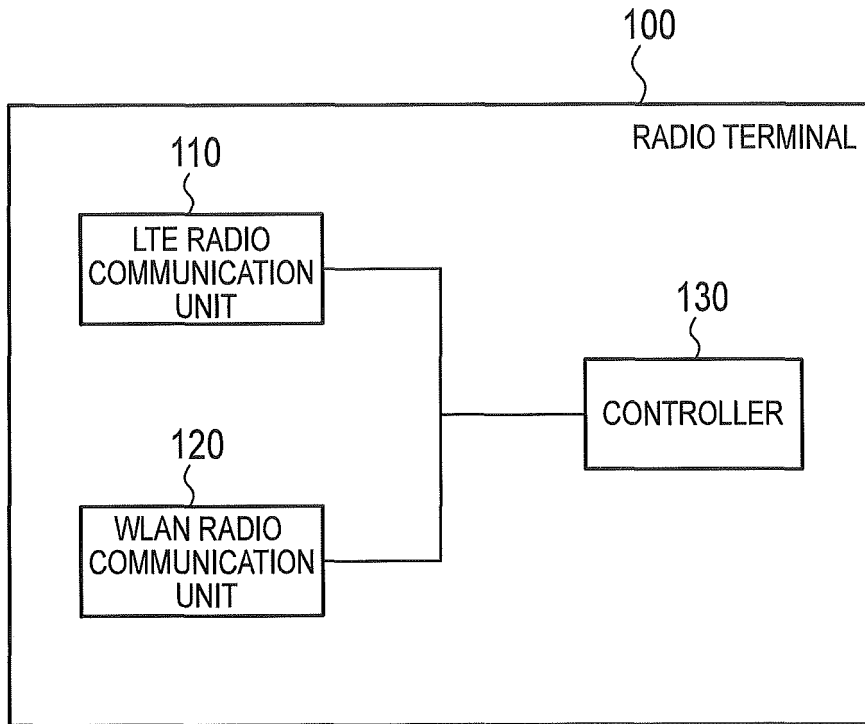 100
RADIO TERMINAL
110
LTE RADIO
COMMUNICATION
UNIT
130
CONTROLLER
120
WLAN RADIO
COMMUNICATION
UNIT